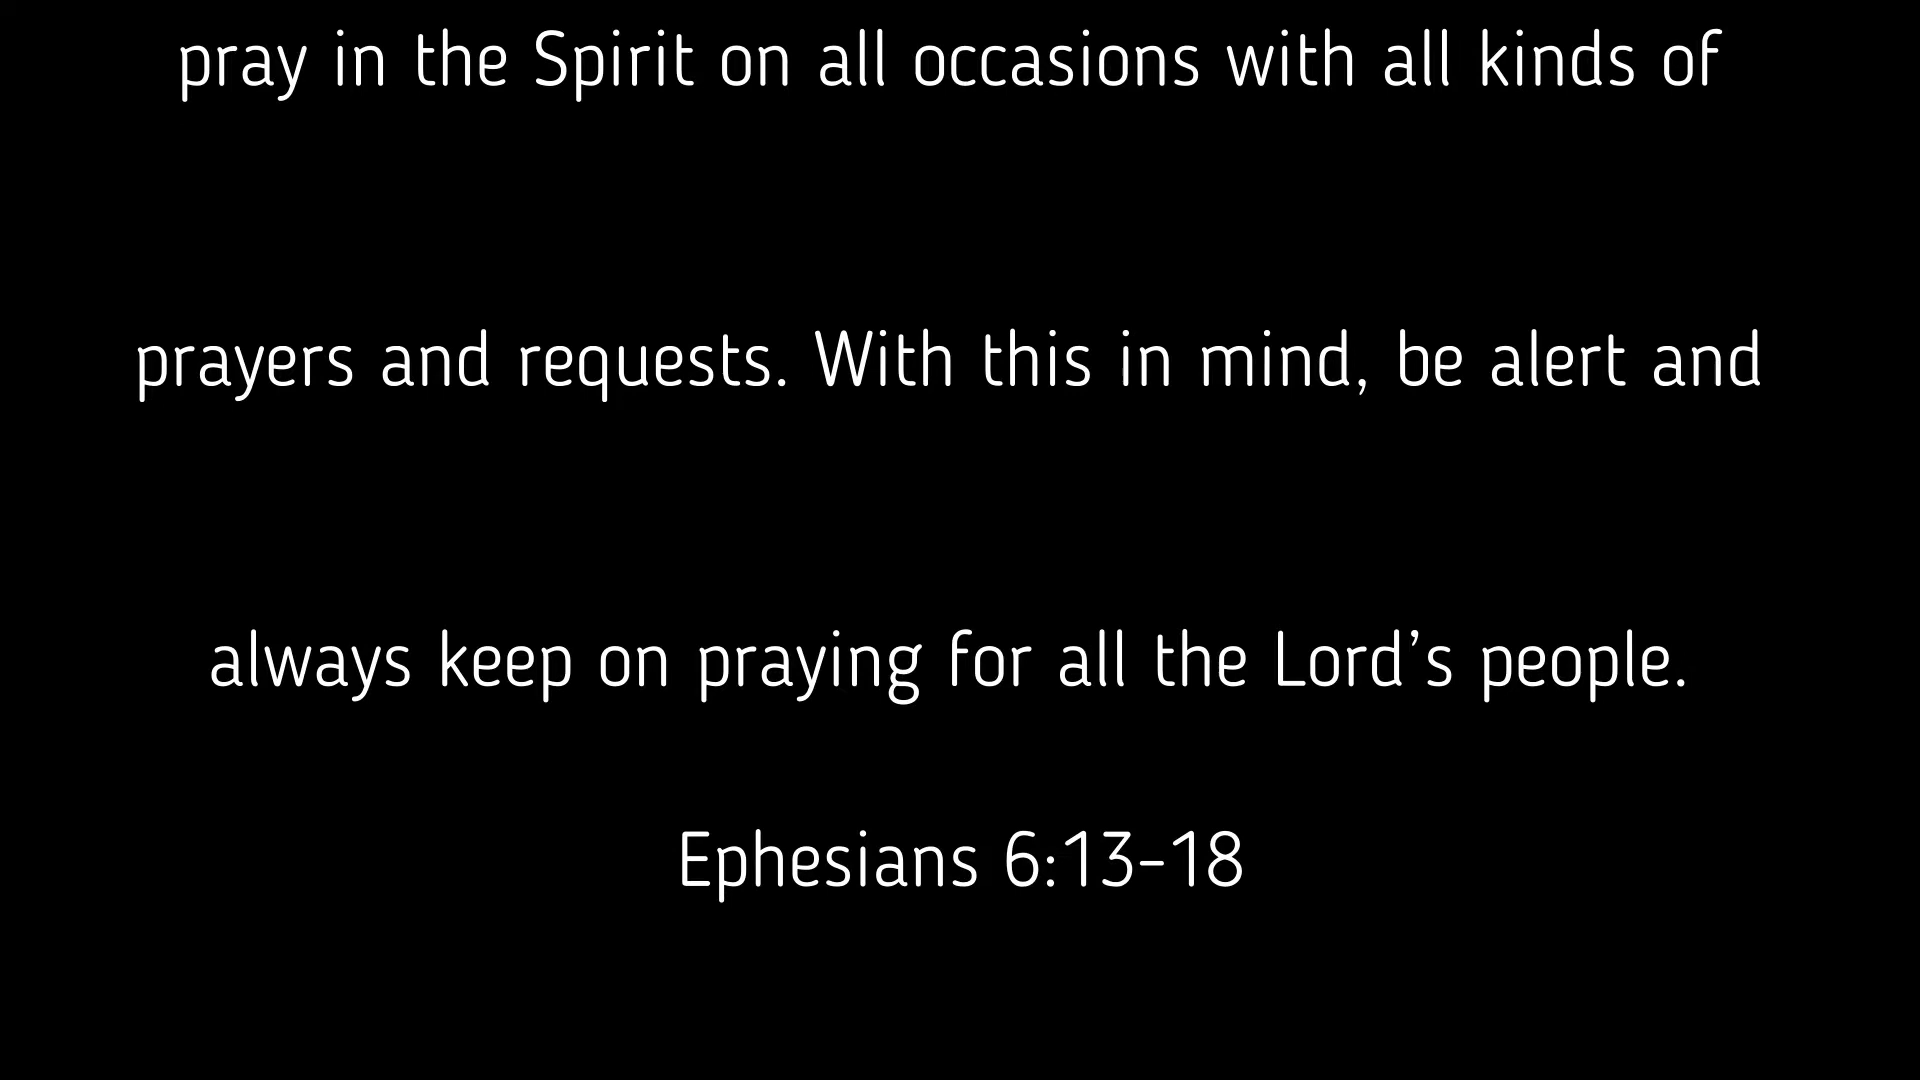 pray in the Spirit on all occasions with all kinds of
prayers and requests. With this in mind, be alert and
always keep on praying for all the Lord’s people.
Ephesians 6:13-18